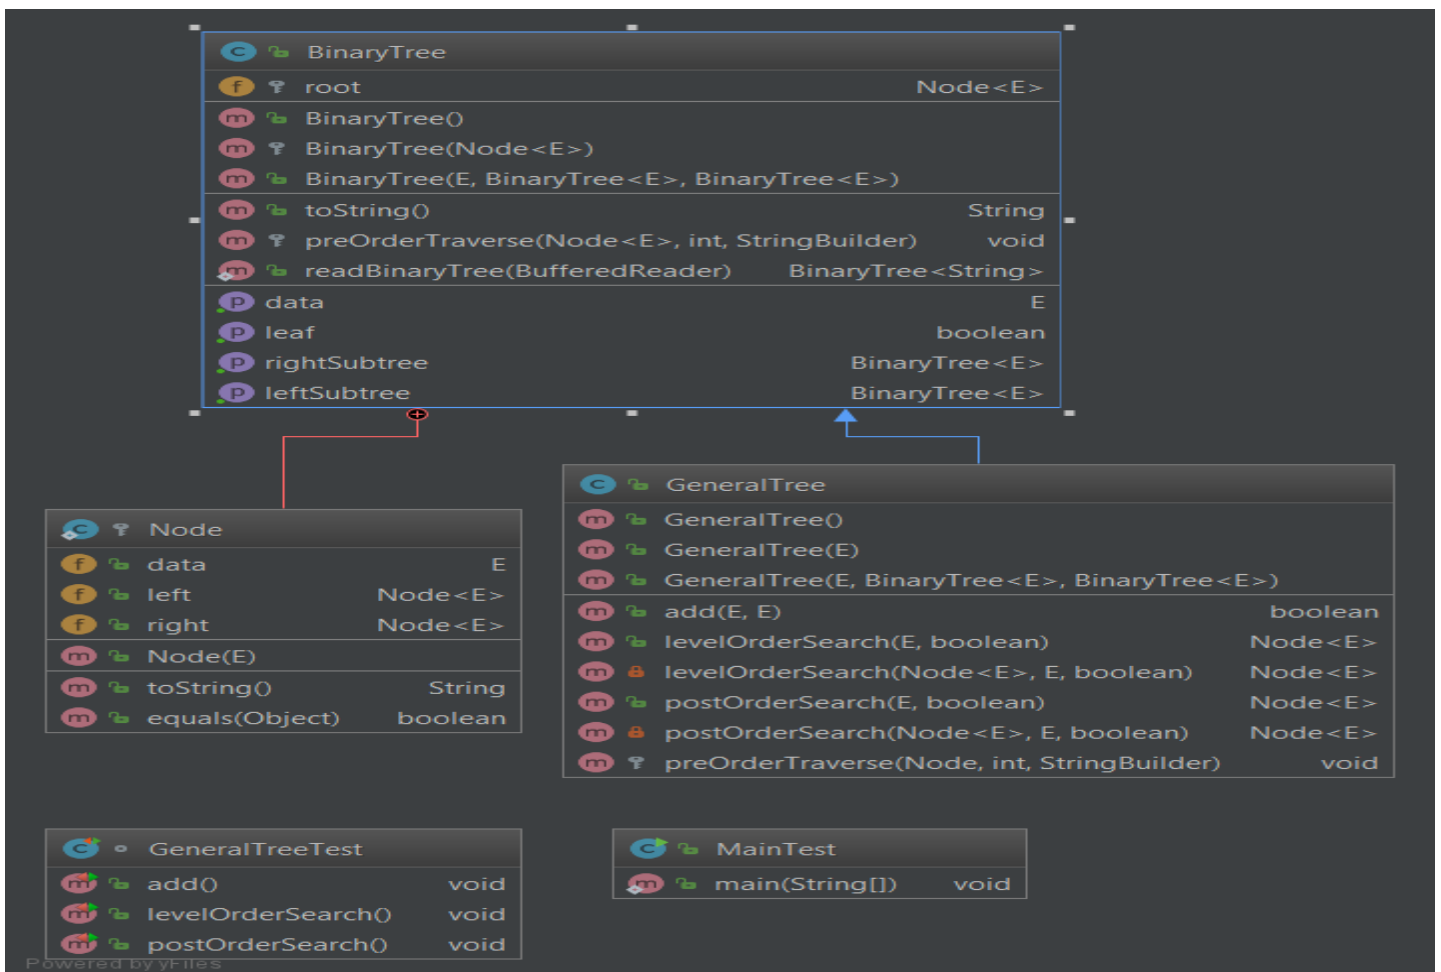 BinaryTree
root Node<E>
BinaryTree()
BinaryTree(Node<E>)
BinaryTree(E, BinaryTree<E>, BinaryTree<E>)
toString() String
preOrderTraverse(Node<E>, int, StringBuilder) void
readBinaryTree(BufferedReader) BinaryTree<String>
data E
leaf boolean
rightSubtree BinaryTree<E>
leftSubtree BinaryTree<E>
Node
data E
left Node<E>
right Node<E>
Node(E)
toString() String
equals(Object) boolean
GeneralTree
GeneralTree()
GeneralTree(E)
GeneralTree(E, BinaryTree<E>, BinaryTree<E>)
add(E, E) boolean
levelOrderSearch(E, boolean) Node<E>
levelOrderSearch(Node<E>, E, boolean) Node<E>
postOrderSearch(E, boolean) Node<E>
postOrderSearch(Node<E>, E, boolean) Node<E>
preOrderTraverse(Node, int, StringBuilder) void
GeneralTreeTest
add() void
levelOrderSearch() void
postOrderSearch() void
MainTest
main(String[]) void
Powered by yFiles